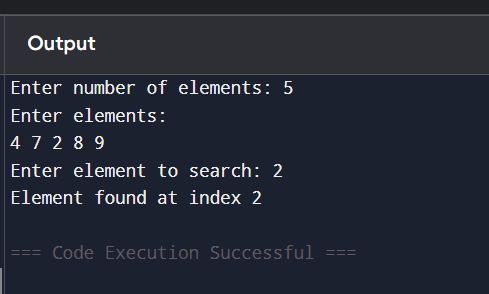 Output
Enter number of elements: 5
Enter elements:
4 7 2 8 9
Enter element to search: 2
Element found at index 2
=== Code Execution Successful ===